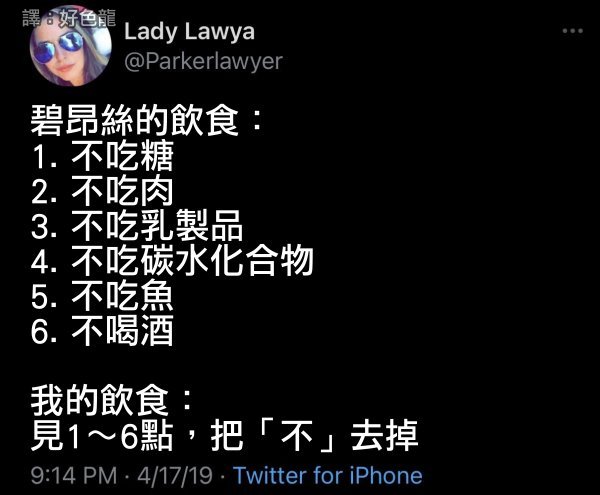 譯：好色龍
Lady Lawya
@Parkerlawyer
碧昂絲的飲食：
1. 不吃糖
2. 不吃肉
3. 不吃乳製品
4. 不吃碳水化合物
5. 不吃魚
6. 不喝酒
我的飲食：
見1～6點，把「不」去掉
9:14 PM · 4/17/19 · Twitter for iPhone